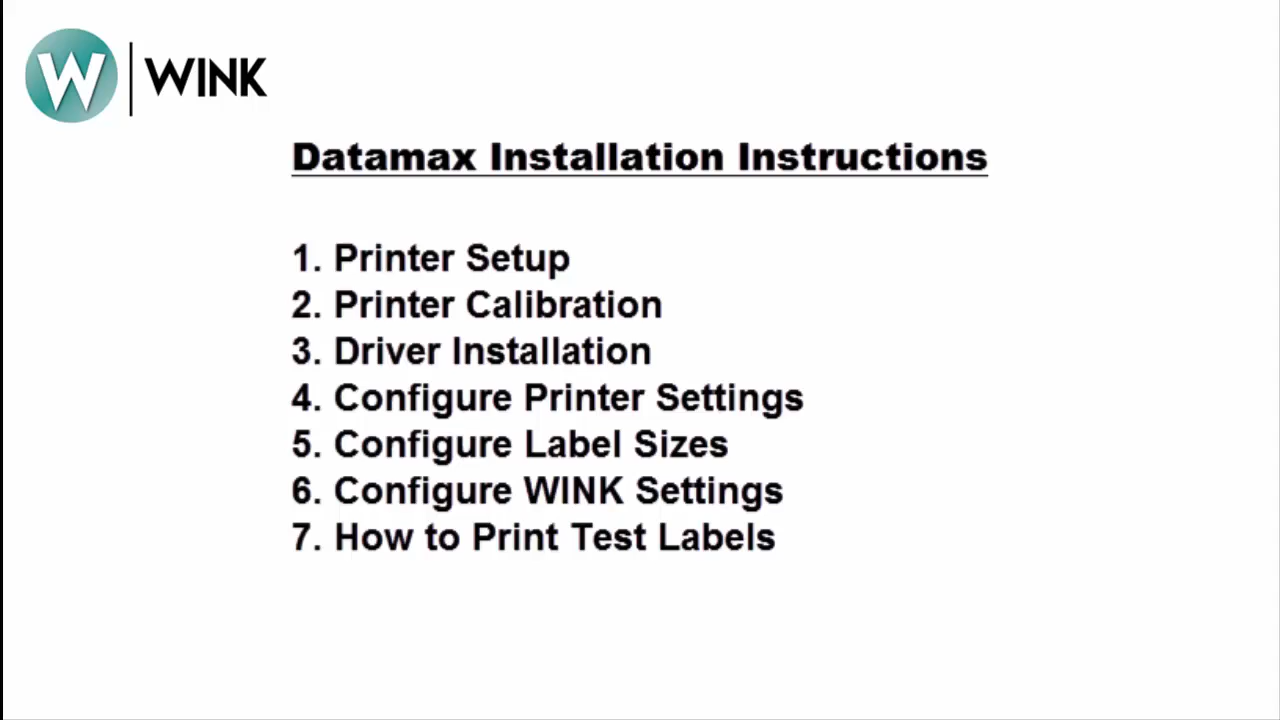 W WINK
Datamax Installation Instructions
1. Printer Setup
2. Printer Calibration
3. Driver Installation
4. Configure Printer Settings
5. Configure Label Sizes
6. Configure WINK Settings
7. How to Print Test Labels